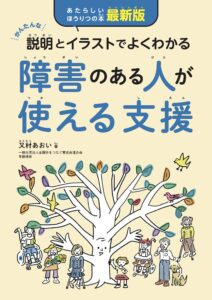 あたらしい
ほうりつの本
最新版
かんたんな
説明とイラストでよくわかる
障害のある人が
使える支援
又村あおい 著